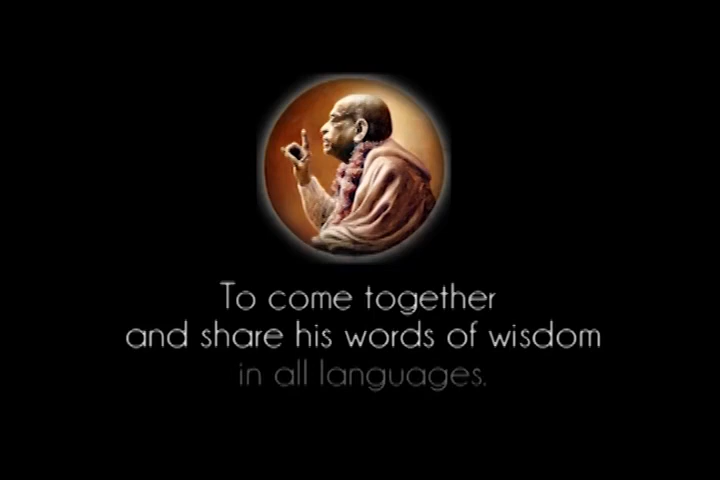 To come together
and share his words of wisdom
in all languages.